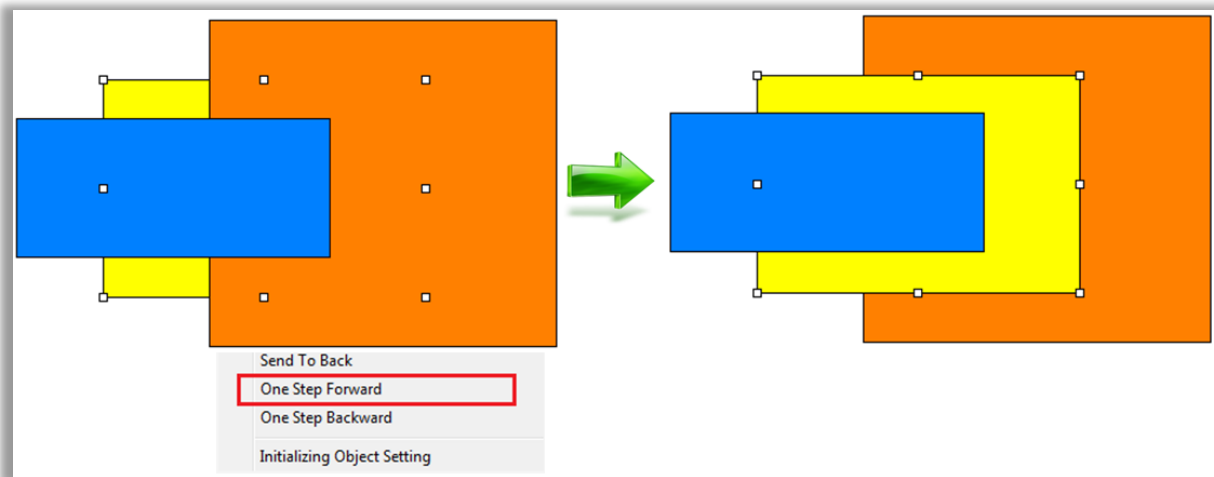 Send To Back
One Step Forward
One Step Backward
Initializing Object Setting